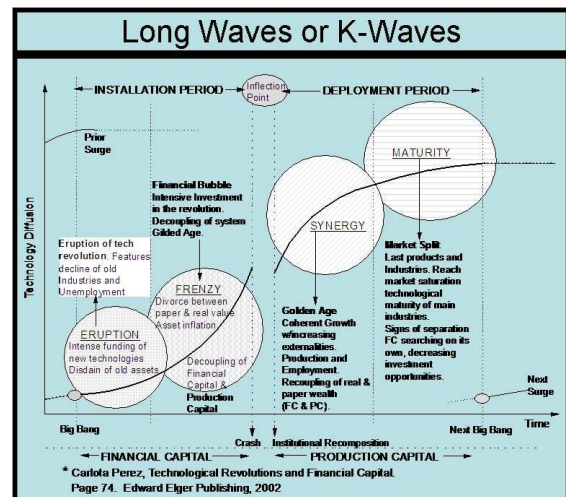 Long Waves or K-Waves
INSTALLATION PERIOD
Inflection
Point
DEPLOYMENT PERIOD
Prior
Surge
MATURITY
Financial Bubble
Intensive Investment
in the revolution.
Decoupling of system
Gilded Age.
SYNERGY
Technology Diffusion
Eruption of tech
revolution. Features
decline of old
Industries and
Unemployment
Market Split
Last products and
Industries. Reach
market saturation
technological
maturity of main
industries.
Signs of separation
FC searching on its
own, decreasing
investment
opportunities.
FRENZY
Divorce between
paper & real value
Asset inflation
Golden Age
Coherent Growth
w/increasing
externalities.
Production and
Employment.
Recoupling of real &
paper wealth
(FC & PC).
ERUPTION
Intense funding of
new technologies
Disdain of old assets
Decoupling of
Financial
Capital &
Production
Capital
Next
Surge
Big Bang
Next Big Bang
Time
Crash
Institutional Recomposition
FINANCIAL CAPITAL
PRODUCTION CAPITAL
* Carlota Perez, Technological Revolutions and Financial Capital
Page 74. Edward Elger Publishing, 2002